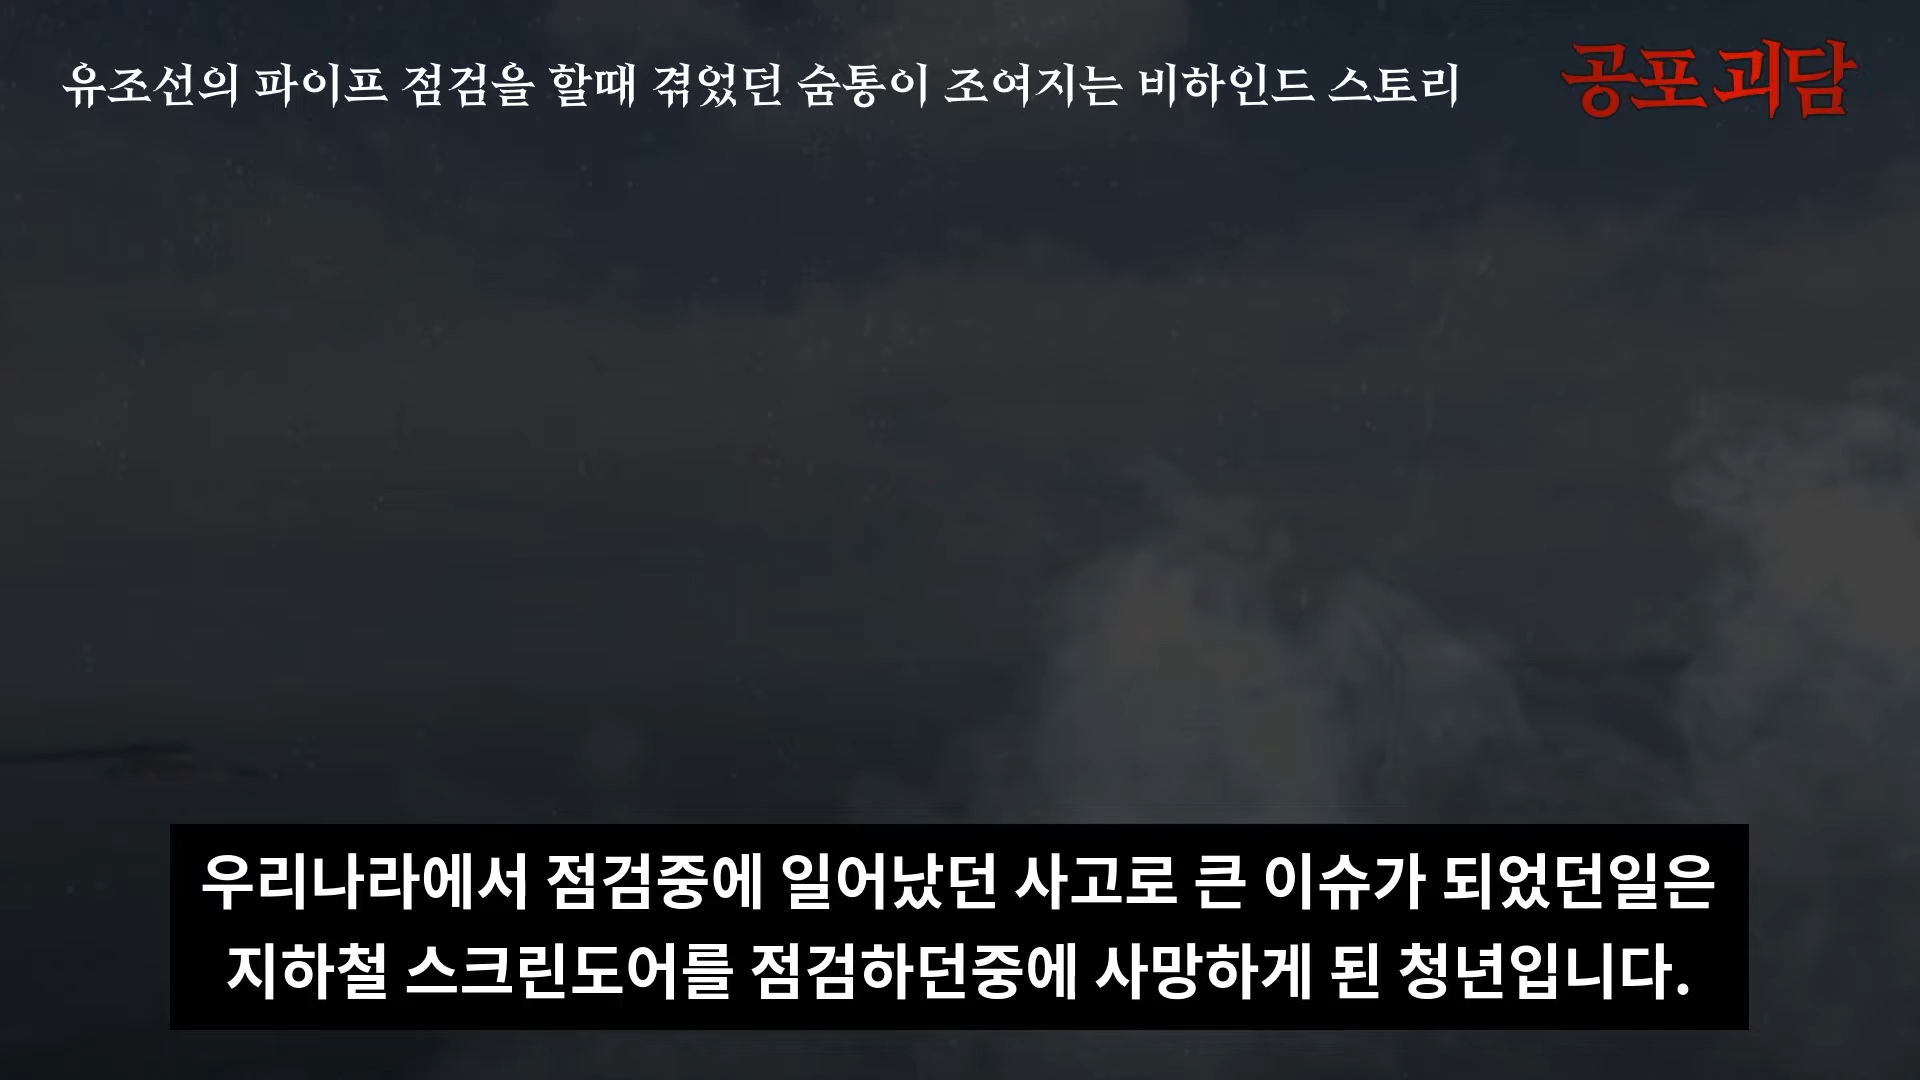 유조선의 파이프 점검을 할때 겪었던 숨통이 조여지는 비하인드 스토리
공포괴담
우리나라에서 점검중에 일어났던 사고로 큰 이슈가 되었던일은
지하철 스크린도어를 점검하던중에 사망하게 된 청년입니다.